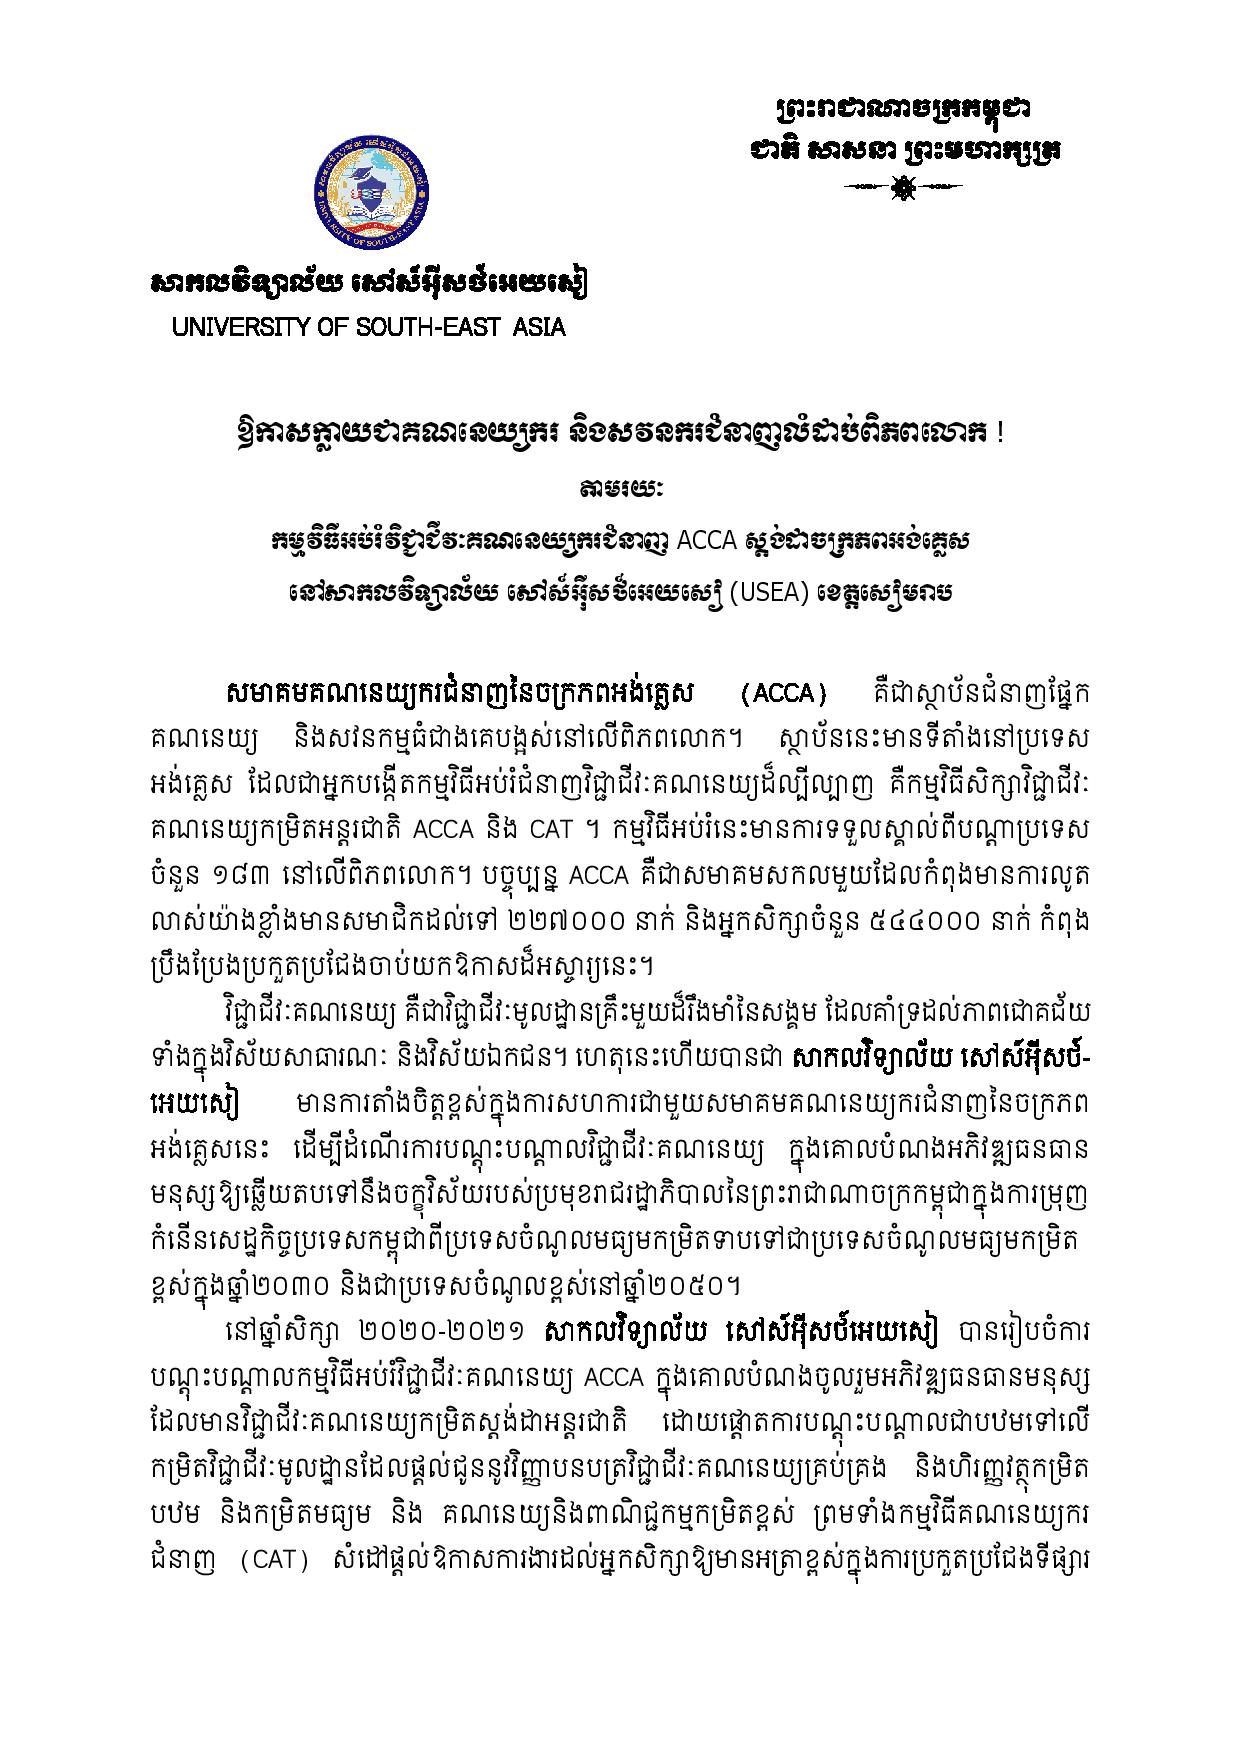 ព្រះរាជាណាចក្រកម្ពុជា
ជាតិ សាសនា ព្រះមហាក្សត្រ
UNIVERSITY OF SOUTH-EAST ASIA
សាកលវិទ្យាល័យ សៅស៍អ៊ីសថ៍អេយសៀ
UNIVERSITY OF SOUTH-EAST ASIA
ឱកាសក្លាយជាគណនេយ្យករ និងសវនករជំនាញលំដាប់ពិភពលោក !
តាមរយៈ
កម្មវិធីអប់រំវិជ្ជាជីវៈគណនេយ្យករជំនាញ ACCA ស្តង់ដាចក្រភពអង់គ្លេស
នៅសាកលវិទ្យាល័យ សៅស៍អ៊ីសថ៍អេយសៀ (USEA) ខេត្តសៀមរាប
សមាគមគណនេយ្យករជំនាញនៃចក្រភពអង់គ្លេស (ACCA) គឺជាស្ថាប័នជំនាញផ្នែក
គណនេយ្យ និងសវនកម្មធំជាងគេបង្អស់នៅលើពិភពលោក។ ស្ថាប័ននេះមានទីតាំងនៅប្រទេស
អង់គ្លេស ដែលជាអ្នកបង្កើតកម្មវិធីអប់រំជំនាញវិជ្ជាជីវៈគណនេយ្យដ៏ល្បីល្បាញ គឺកម្មវិធីសិក្សាវិជ្ជាជីវៈ
គណនេយ្យកម្រិតអន្តរជាតិ ACCA និង CAT ។ កម្មវិធីអប់រំនេះមានការទទួលស្គាល់ពីបណ្តាប្រទេស
ចំនួន ១៨៣ នៅលើពិភពលោក។ បច្ចុប្បន្ន ACCA គឺជាសមាគមសកលមួយដែលកំពុងមានការលូត
លាស់យ៉ាងខ្លាំងមានសមាជិកដល់ទៅ ២២៧០០០ នាក់ និងអ្នកសិក្សាចំនួន ៥៤៤០០០ នាក់ កំពុង
ប្រឹងប្រែងប្រកួតប្រជែងចាប់យកឱកាសដ៏អស្ចារ្យនេះ។
វិជ្ជាជីវៈគណនេយ្យ គឺជាវិជ្ជាជីវៈមូលដ្ឋានគ្រឹះមួយដ៏រឹងមាំនៃសង្គម ដែលគាំទ្រដល់ភាពជោគជ័យ
ទាំងក្នុងវិស័យសាធារណៈ និងវិស័យឯកជន។ ហេតុនេះហើយបានជា សាកលវិទ្យាល័យ សៅស៍អ៊ីសថ៍-
អេយសៀ មានការតាំងចិត្តខ្ពស់ក្នុងការសហការជាមួយសមាគមគណនេយ្យករជំនាញនៃចក្រភព
អង់គ្លេសនេះ ដើម្បីដំណើរការបណ្តុះបណ្តាលវិជ្ជាជីវៈគណនេយ្យ ក្នុងគោលបំណងអភិវឌ្ឍធនធាន
មនុស្សឱ្យឆ្លើយតបទៅនឹងចក្ខុវិស័យរបស់ប្រមុខរាជរដ្ឋាភិបាលនៃព្រះរាជាណាចក្រកម្ពុជាក្នុងការជម្រុញ
កំនើនសេដ្ឋកិច្ចប្រទេសកម្ពុជាពីប្រទេសចំណូលមធ្យមកម្រិតទាបទៅជាប្រទេសចំណូលមធ្យមកម្រិត
ខ្ពស់ក្នុងឆ្នាំ២០៣០ និងជាប្រទេសចំណូលខ្ពស់នៅឆ្នាំ២០៥០។
នៅឆ្នាំសិក្សា ២០២០-២០២១ សាកលវិទ្យាល័យ សៅស៍អ៊ីសថ៍អេយសៀ បានរៀបចំការ
បណ្តុះបណ្តាលកម្មវិធីអប់រំវិជ្ជាជីវៈគណនេយ្យ ACCA ក្នុងគោលបំណងចូលរួមអភិវឌ្ឍធនធានមនុស្ស
ដែលមានវិជ្ជាជីវៈគណនេយ្យកម្រិតស្តង់ដាអន្តរជាតិ ដោយផ្តោតការបណ្តុះបណ្តាលជាបឋមទៅលើ
កម្រិតវិជ្ជាជីវៈមូលដ្ឋានដែលផ្តល់ជូននូវវិញ្ញាបនបត្រវិជ្ជាជីវៈគណនេយ្យគ្រប់គ្រង និងហិរញ្ញវត្ថុកម្រិត
បឋម និងកម្រិតមធ្យម និង គណនេយ្យនិងពាណិជ្ជកម្មកម្រិតខ្ពស់ ព្រមទាំងកម្មវិធីគណនេយ្យករ
ជំនាញ (CAT) សំដៅផ្តល់ឱកាសការងារដល់អ្នកសិក្សាឱ្យមានអត្រាខ្ពស់ក្នុងការប្រកួតប្រជែងទីផ្សារ